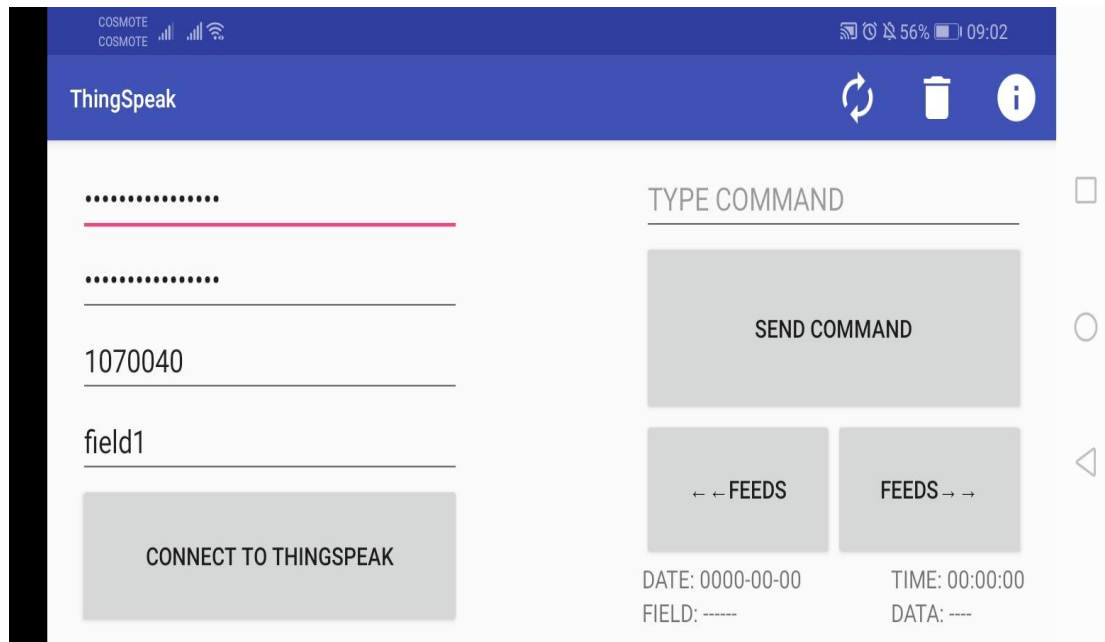 COSMOTE
COSMOTE
56% 09:02
ThingSpeak
••••••••••••••••
••••••••••••••••
1070040
field1
CONNECT TO THINGSPEAK
TYPE COMMAND
SEND COMMAND
←←FEEDS
FEEDS→→
DATE: 0000-00-00
TIME: 00:00:00
FIELD: ------
DATA: ----